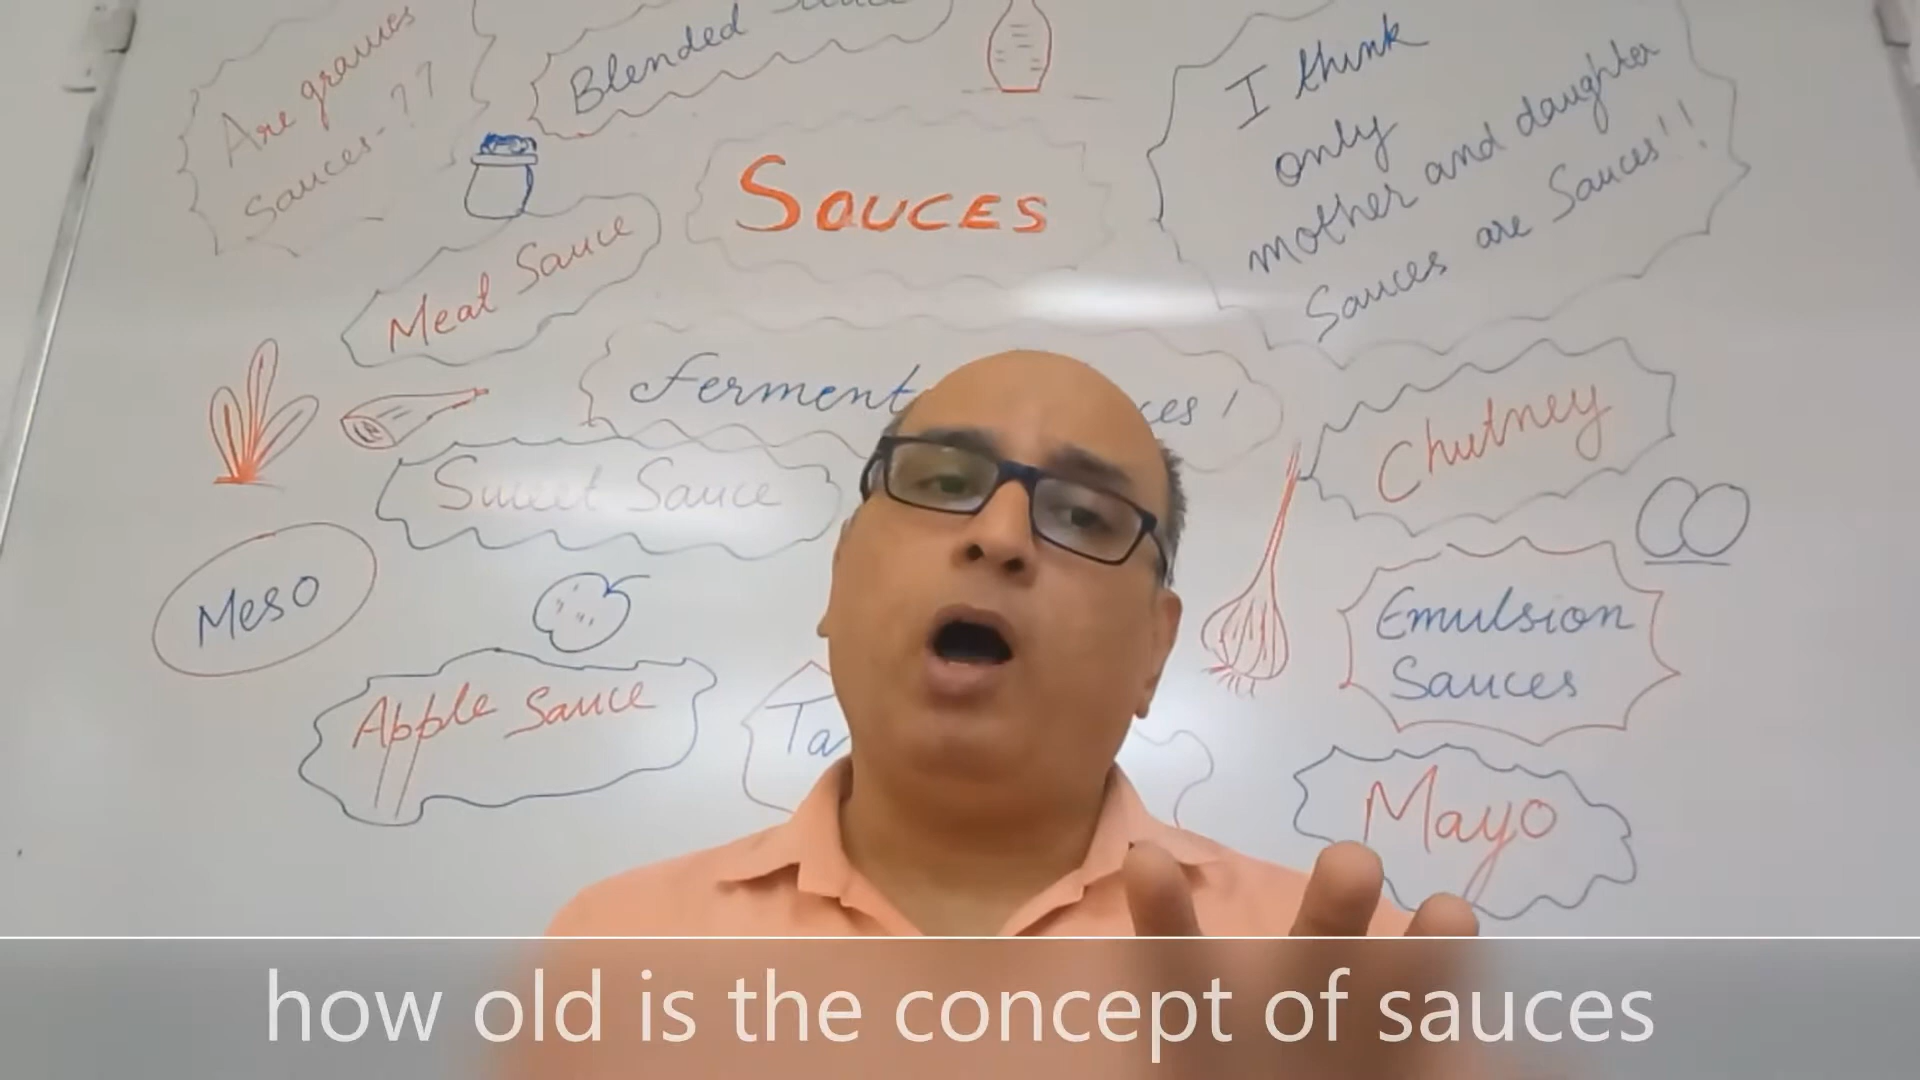 Are gravies
Sauces-??
Blended
I think
only
mother and daughter
Sauces are Sauces!!
SAUCES
Meat Sauce
Chutney
Sweet Sauce
Meso
Emulsion
Sauces
Apple Sauce
Mayo
how old is the concept of sauces